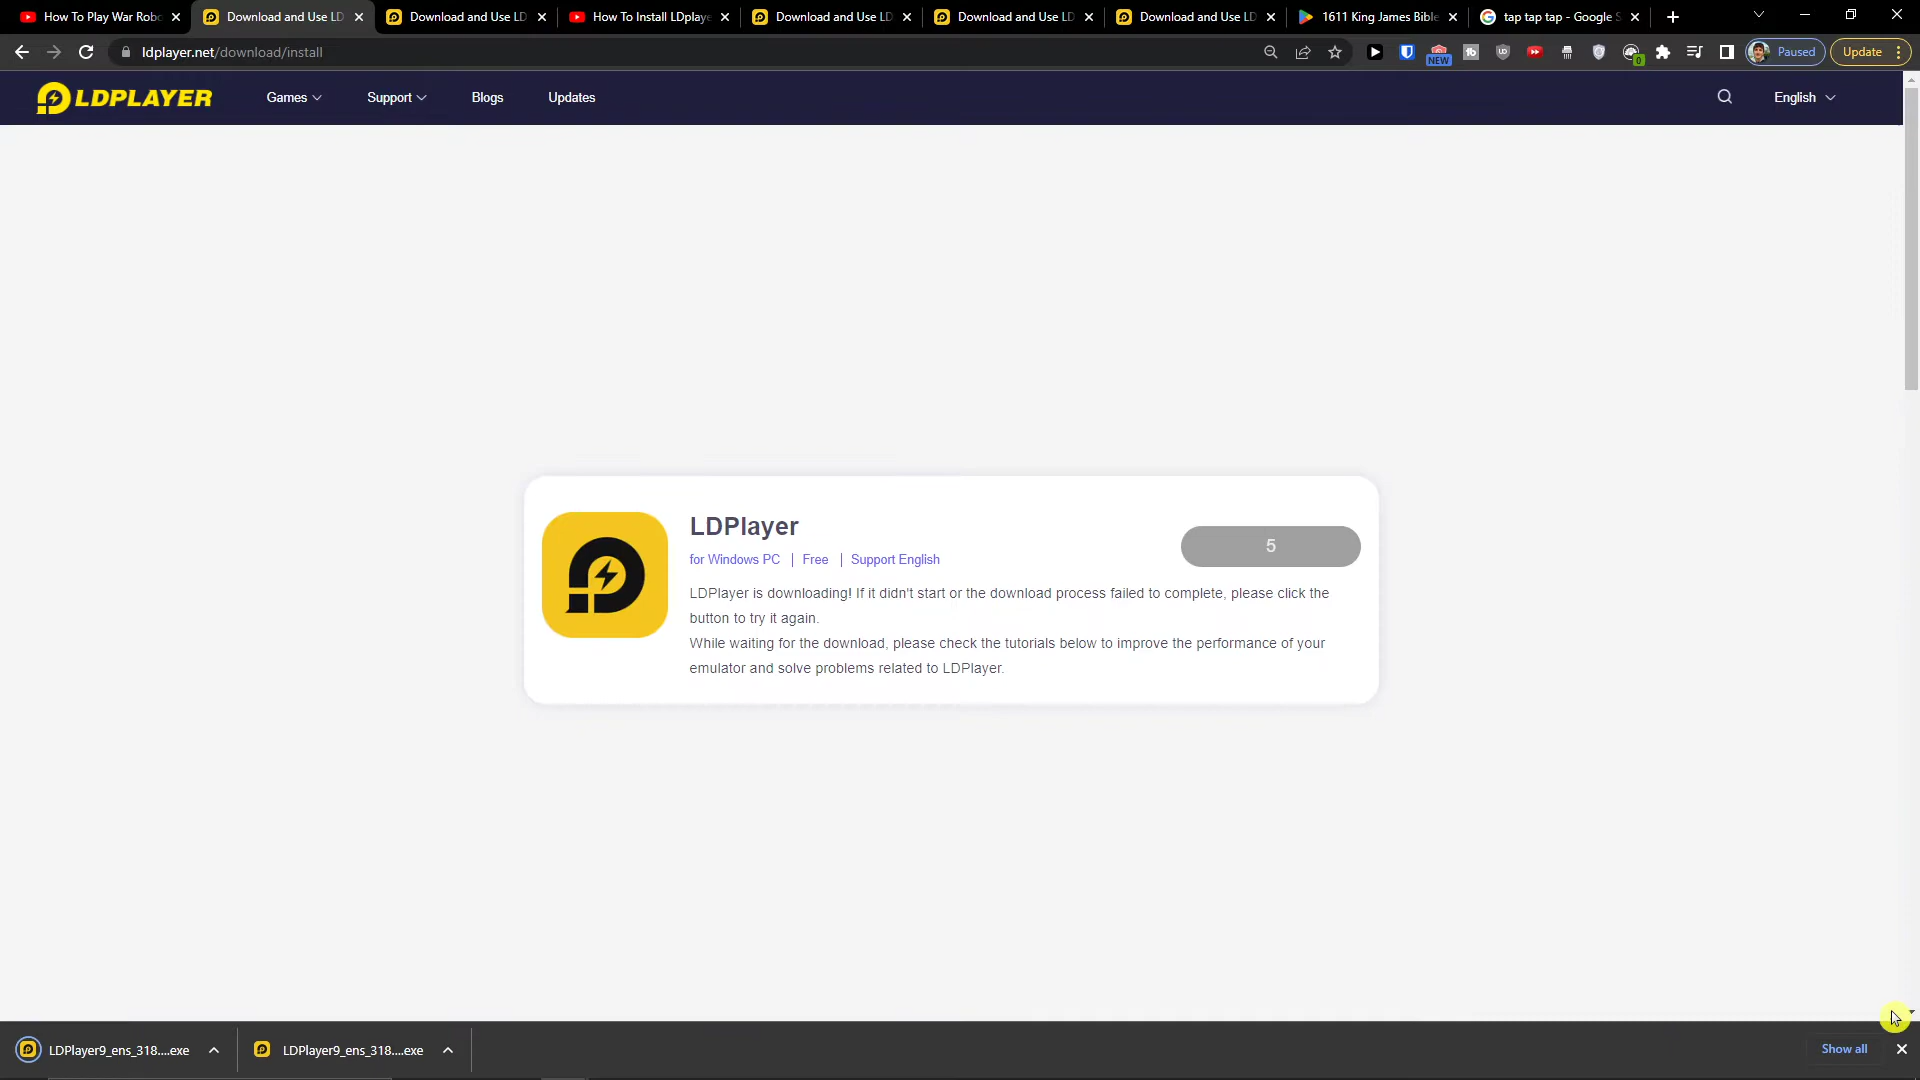 How To Play War Robo
Download and Use LD
Download and Use LD
How To Install LDplaye
Download and Use LD
Download and Use LD
Download and Use LD
1611 King James Bible
tap tap tap - Google S
ldplayer.net/download/install
NEW
fb
UD
0
Paused
Update
LDPLAYER
Games
Support
Blogs
Updates
English
LDPlayer
5
for Windows PC | Free | Support English
LDPlayer is downloading! If it didn't start or the download process failed to complete, please click the
button to try it again.
While waiting for the download, please check the tutorials below to improve the performance of your
emulator and solve problems related to LDPlayer.
LDPlayer9_ens_318....exe
LDPlayer9_ens_318....exe
Show all